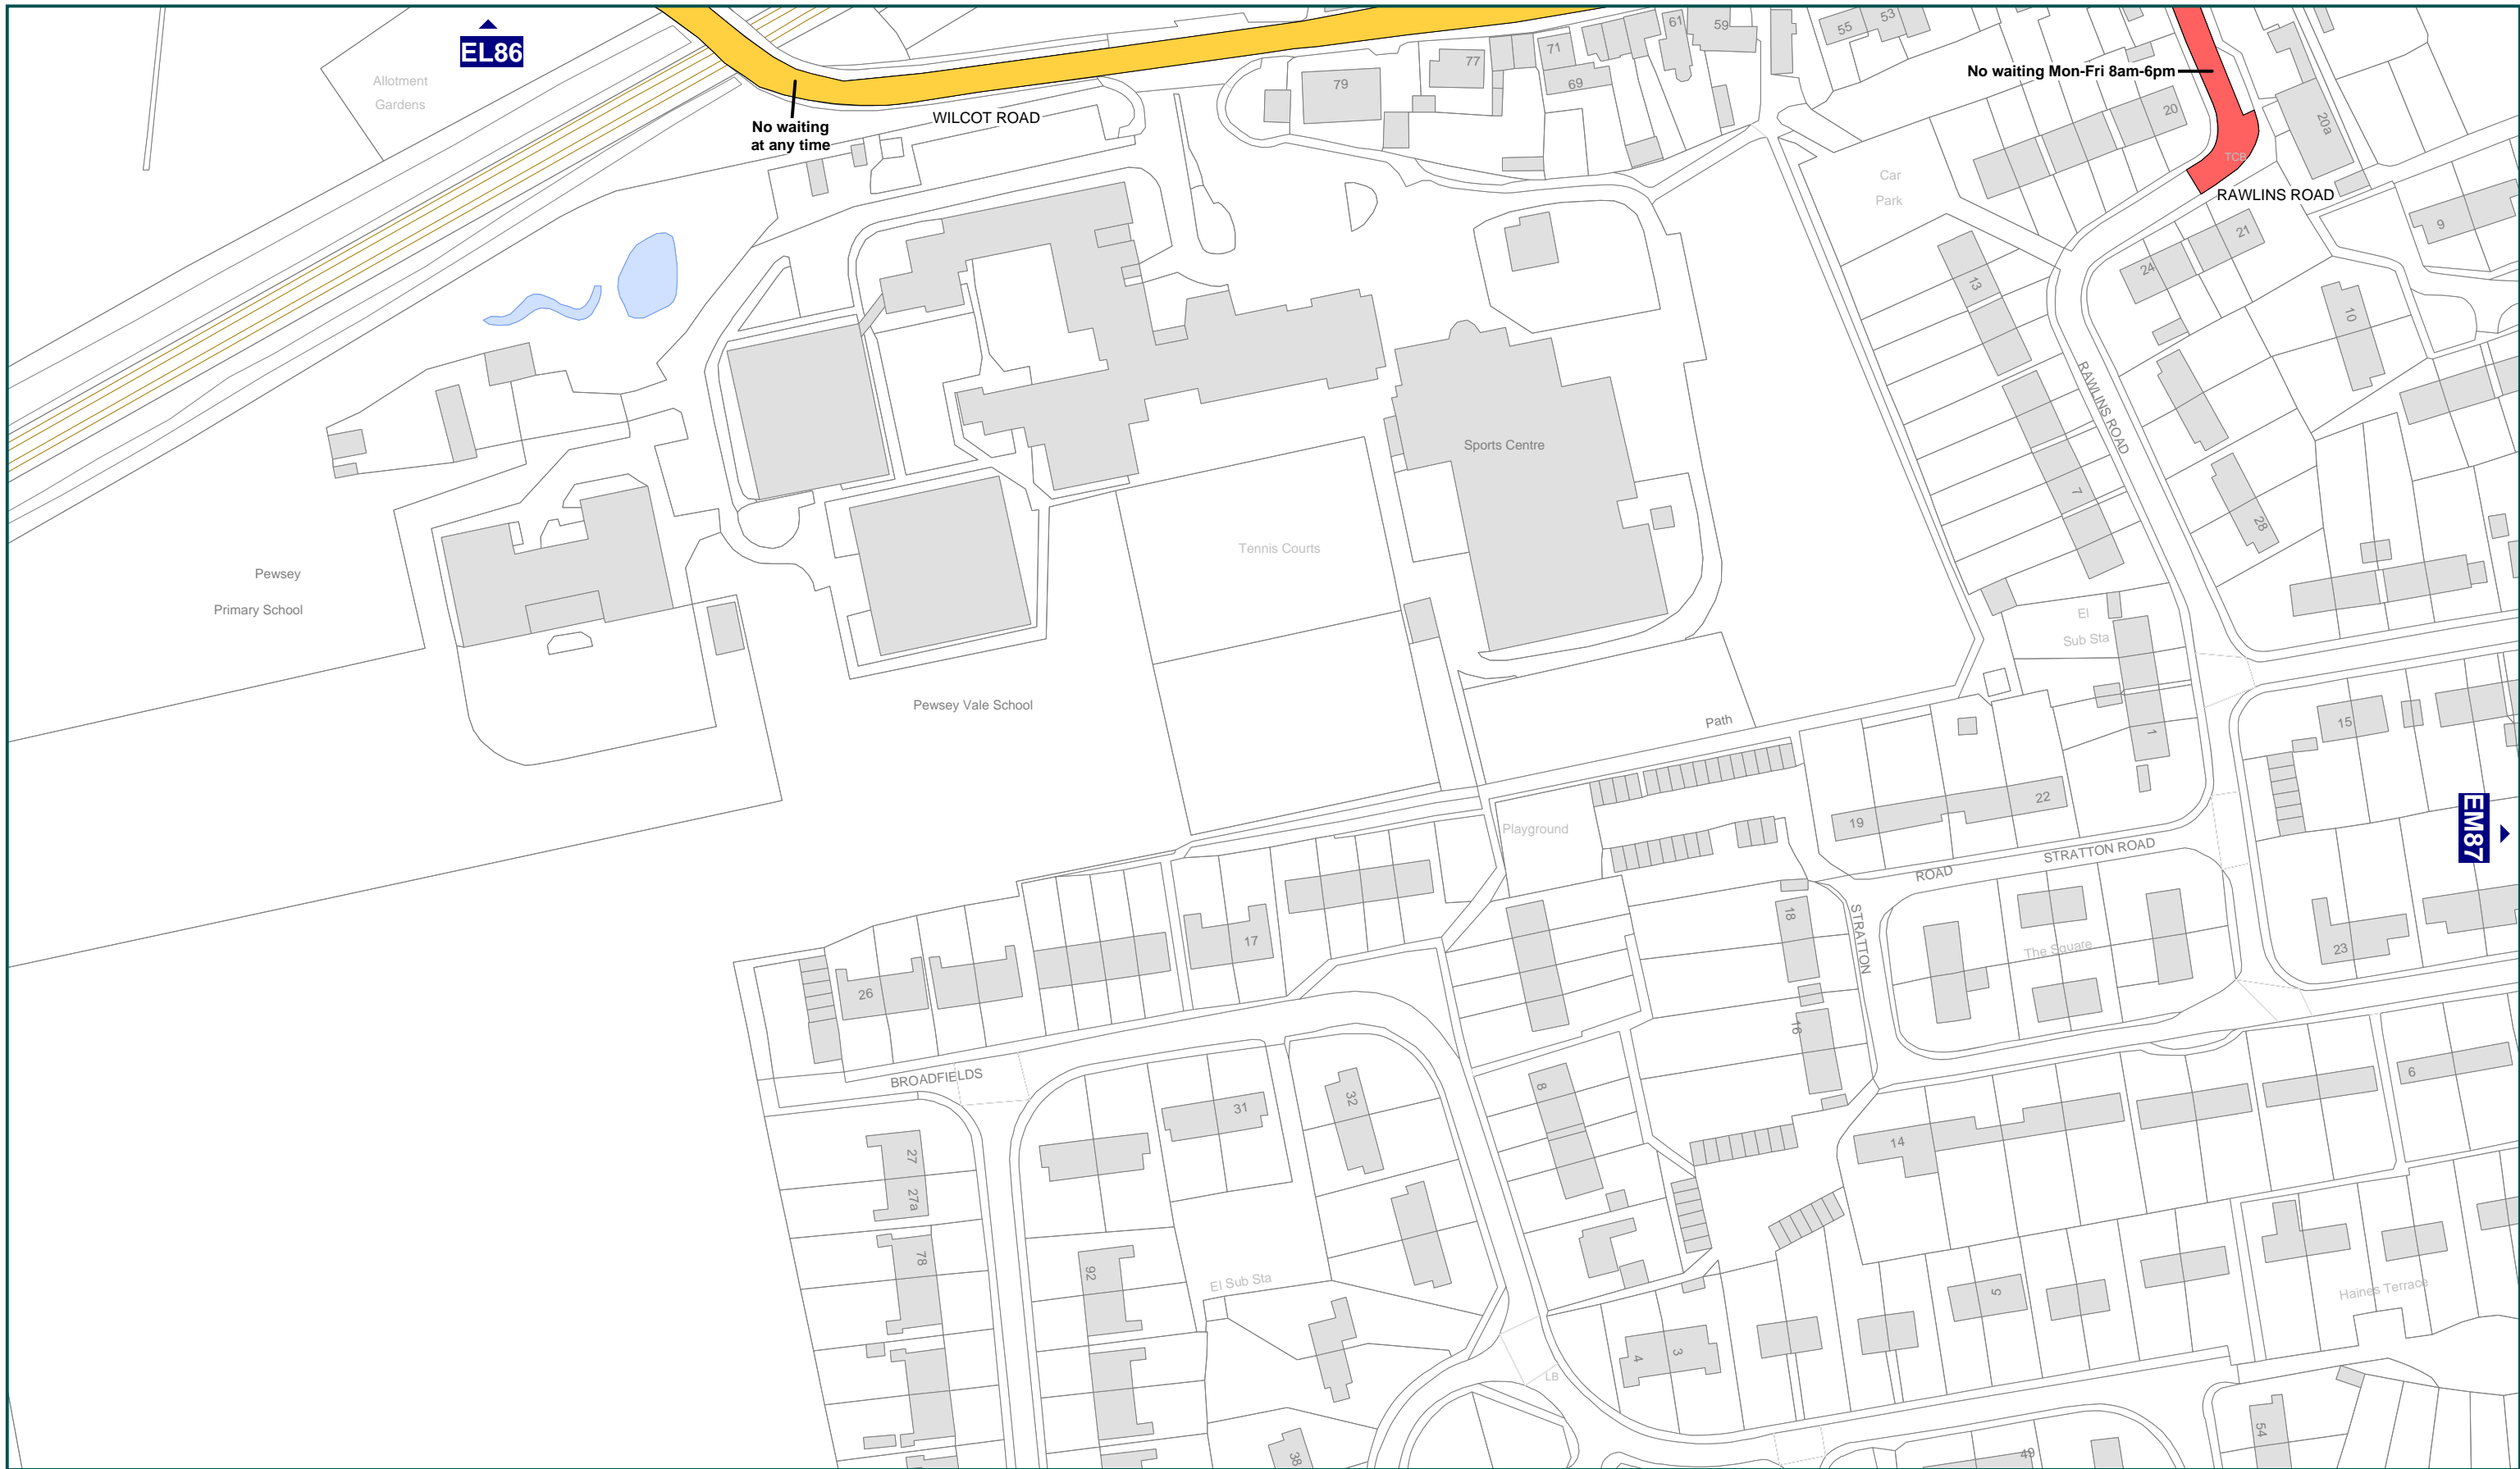 EL86
Allotment
Gardens
No waiting
at any time
WILCOT ROAD
79
77
71
69
61
59
55
53
No waiting Mon-Fri 8am-6pm
20
20a
TCB
RAWLINS ROAD
Car
Park
9
21
24
13
10
RAWLINS ROAD
7
28
Sports Centre
Tennis Courts
Pewsey
Primary School
El
Sub Sta
Pewsey Vale School
Path
1
15
EM87
22
19
Playground
STRATTON ROAD
ROAD
STRATTON
18
17
26
The Square
23
16
BROADFIELDS
31
32
8
14
6
27
27a
78
92
El Sub Sta
5
Haines Terrace
4
3
LB
38
49
54